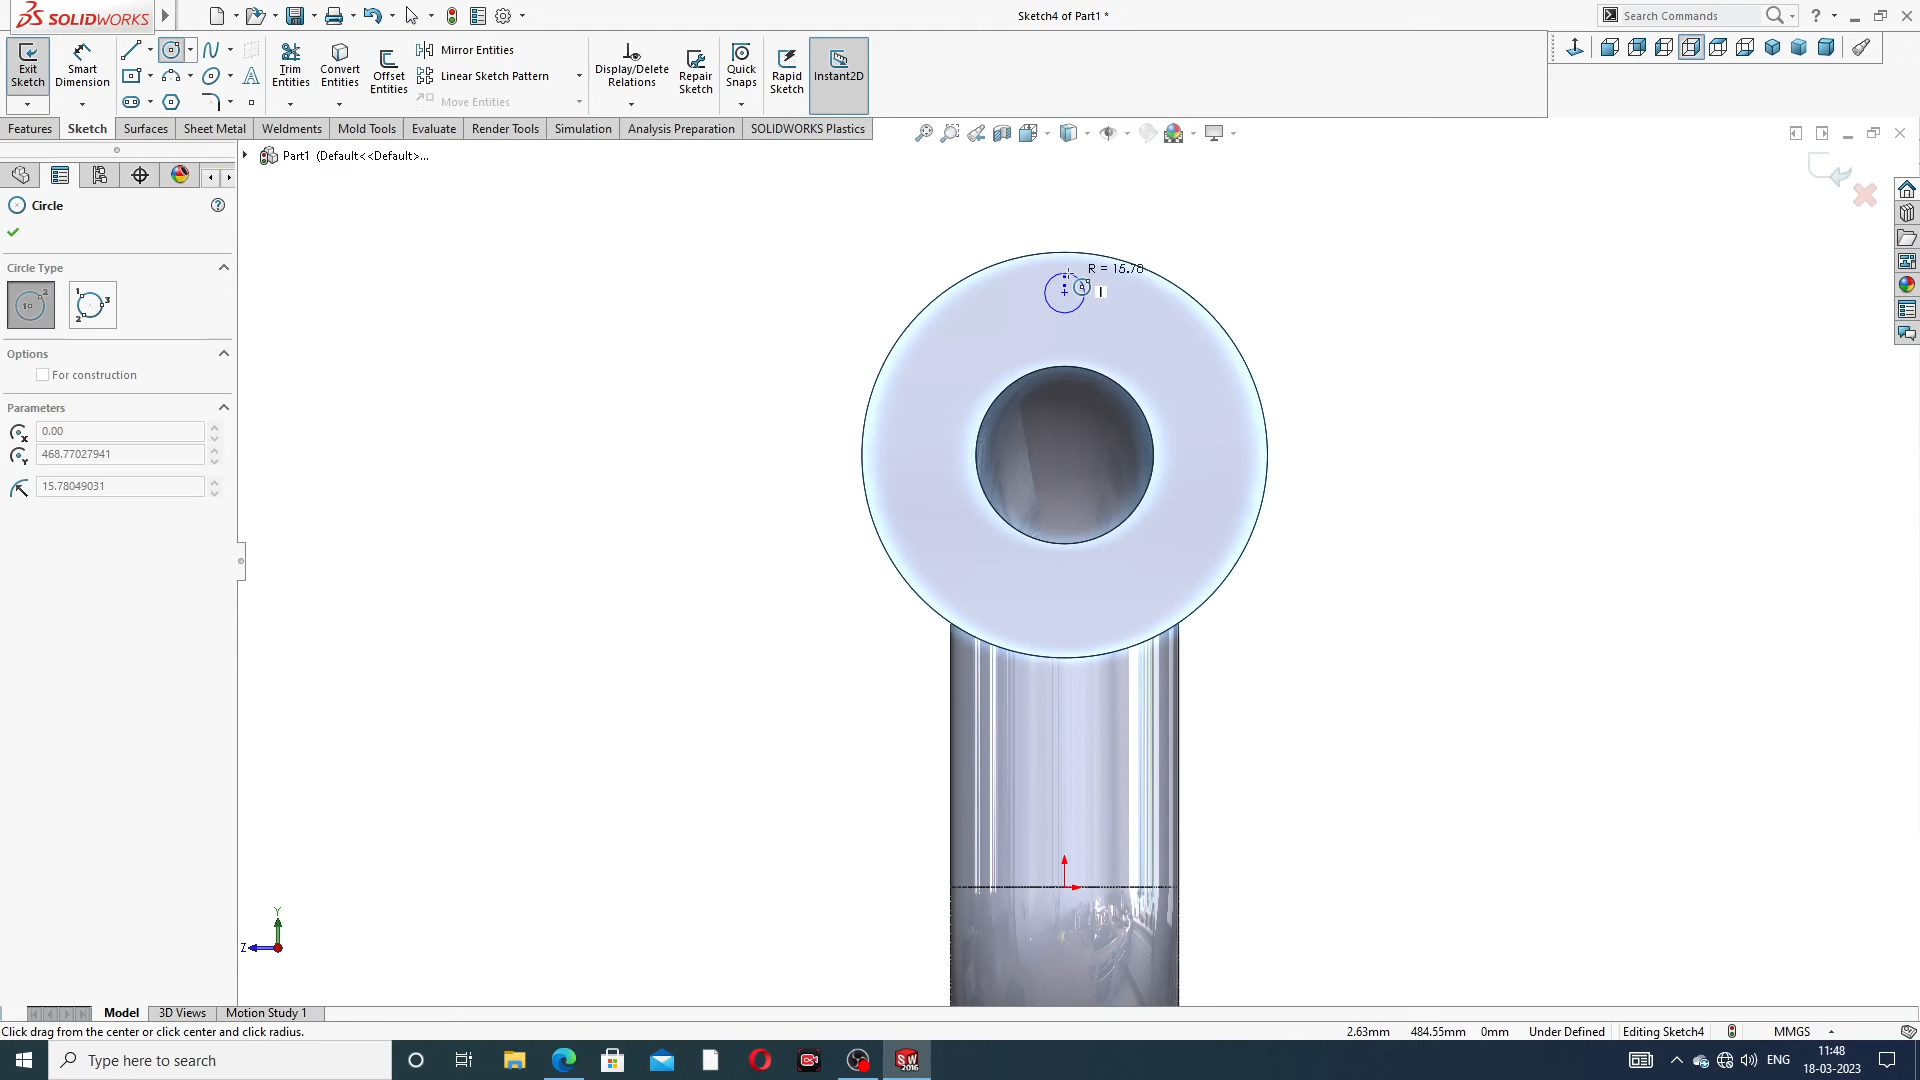 SOLIDWORKS
Sketch4 of Part1 *
Search Commands
Exit Sketch
Smart Dimension
Trim Entities
Convert Entities
Offset Entities
Mirror Entities
Linear Sketch Pattern
Move Entities
Display/Delete Relations
Repair Sketch
Quick Snaps
Rapid Sketch
Instant2D
Features
Sketch
Surfaces
Sheet Metal
Weldments
Mold Tools
Evaluate
Render Tools
Simulation
Analysis Preparation
SOLIDWORKS Plastics
Part1 (Default<<Default>...
Circle
Circle Type
Options
For construction
Parameters
0.00
468.77027941
15.78049031
R = 15.78
Y
Z
Model
3D Views
Motion Study 1
Click drag from the center or click center and click radius.
2.63mm
484.55mm
0mm
Under Defined
Editing Sketch4
MMGS
Type here to search
SW
2016
ENG
11:48
18-03-2023